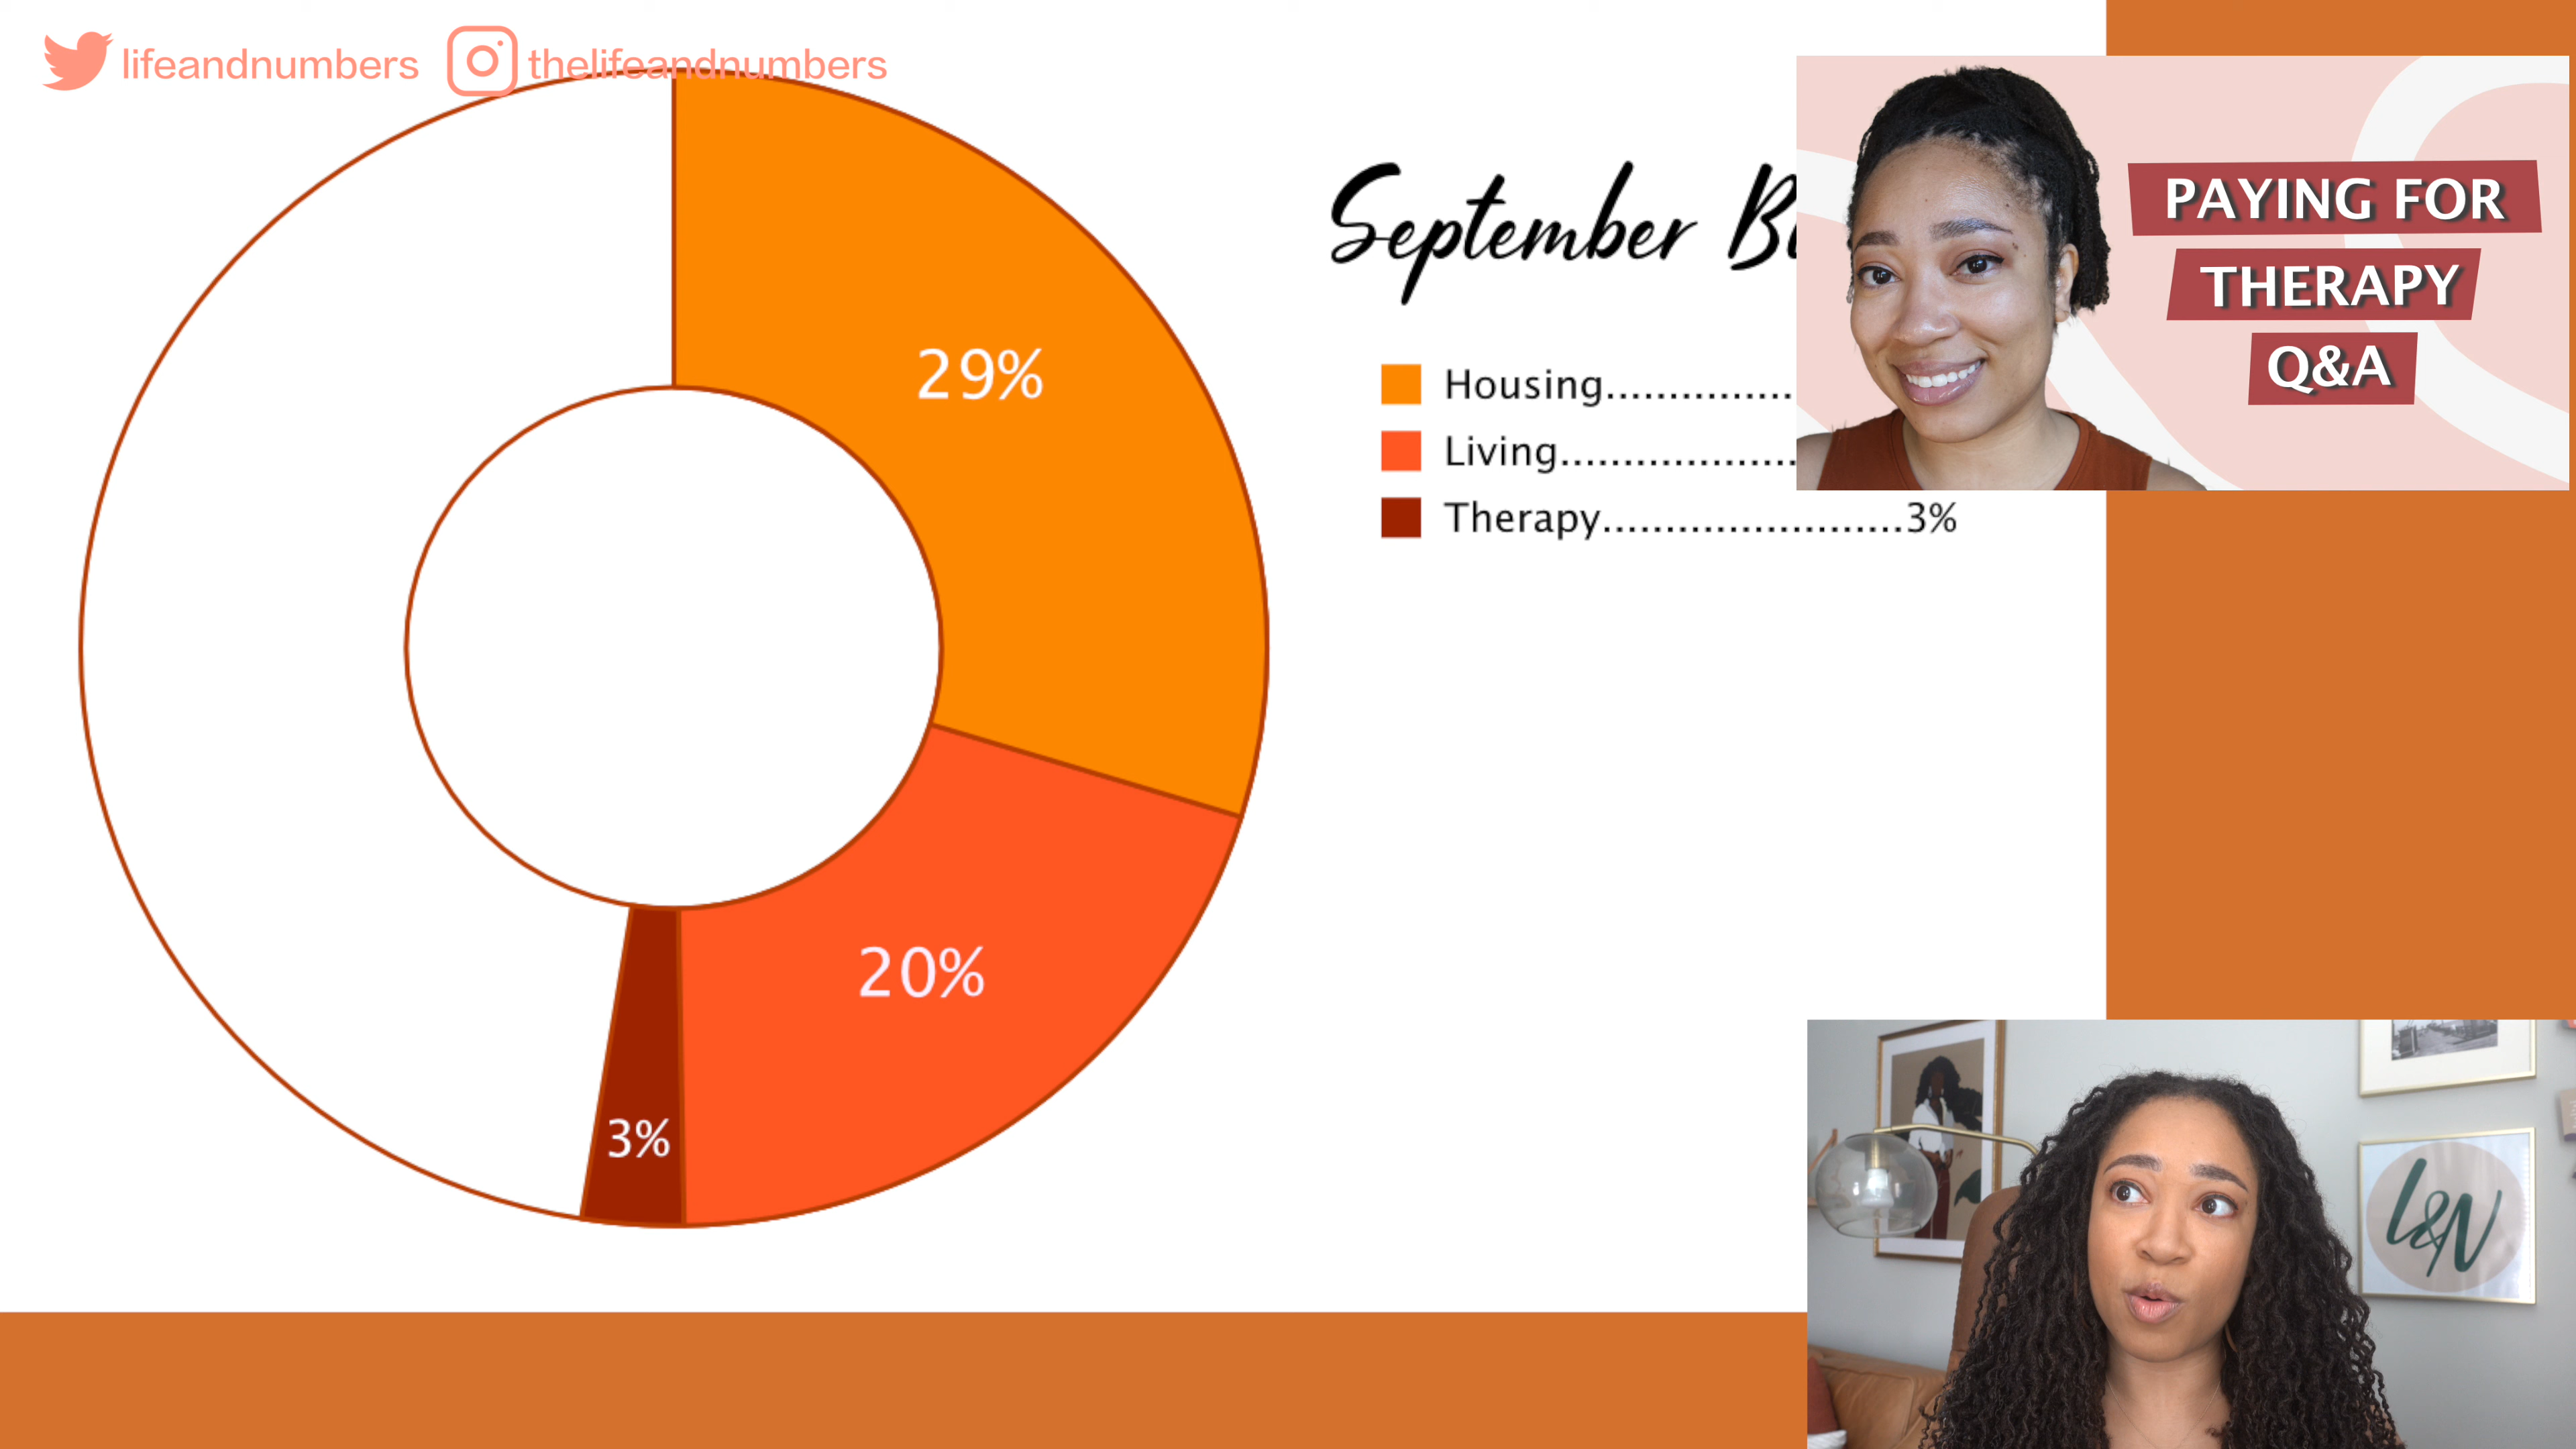 lifeandnumbers
thelifeandnumbers
September
Housing...............
Living...................
Therapy........................3%
29%
20%
3%
PAYING FOR
THERAPY
Q&A
L&N